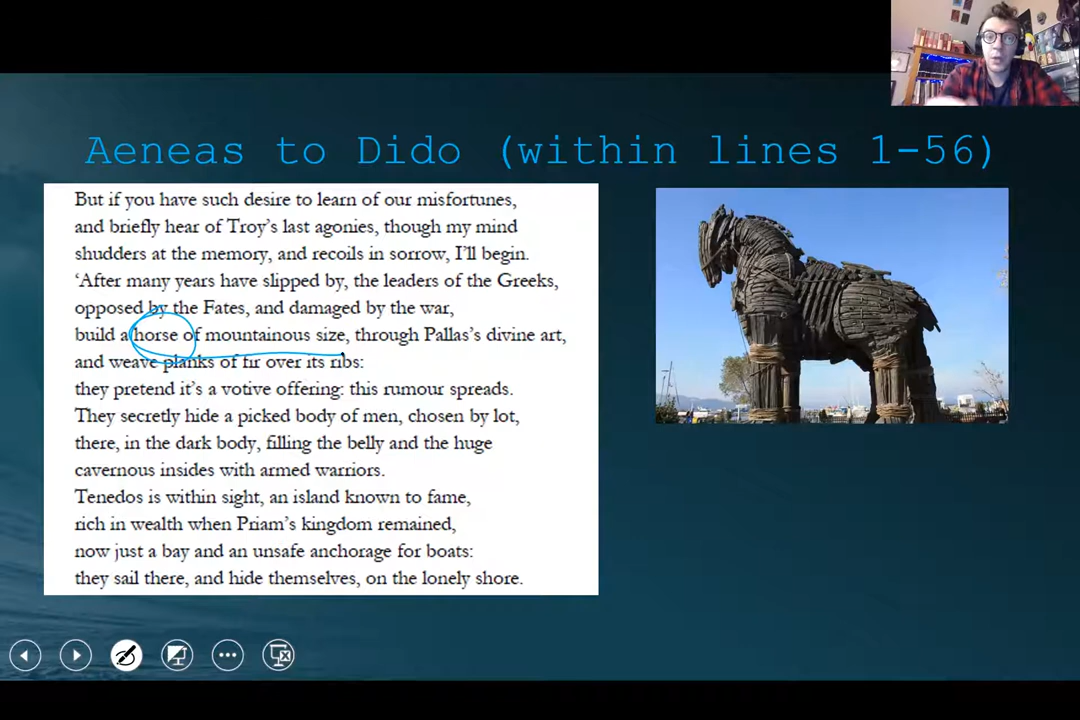 Aeneas to Dido (within lines 1-56)
But if you have such desire to learn of our misfortunes,
and briefly hear of Troy's last agonies, though my mind
shudders at the memory, and recoils in sorrow, I'll begin.
'After many years have slipped by, the leaders of the Greeks,
opposed by the Fates, and damaged by the war,
build a horse of mountainous size, through Pallas's divine art,
and weave planks of fir over its ribs:
they pretend it's a votive offering: this rumour spreads.
They secretly hide a picked body of men, chosen by lot,
there, in the dark body, filling the belly and the huge
cavernous insides with armed warriors.
Tenedos is within sight, an island known to fame,
rich in wealth when Priam's kingdom remained,
now just a bay and an unsafe anchorage for boats:
they sail there, and hide themselves, on the lonely shore.